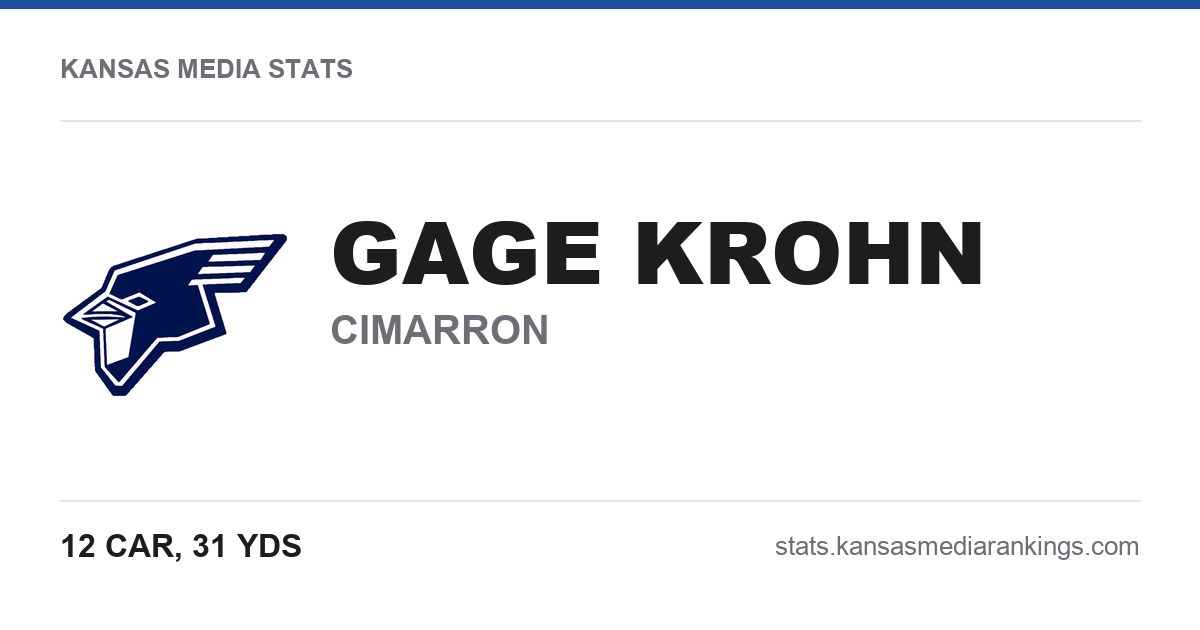 KANSAS MEDIA STATS
GAGE KROHN
CIMARRON
12 CAR, 31 YDS
stats.kansasmediarankings.com